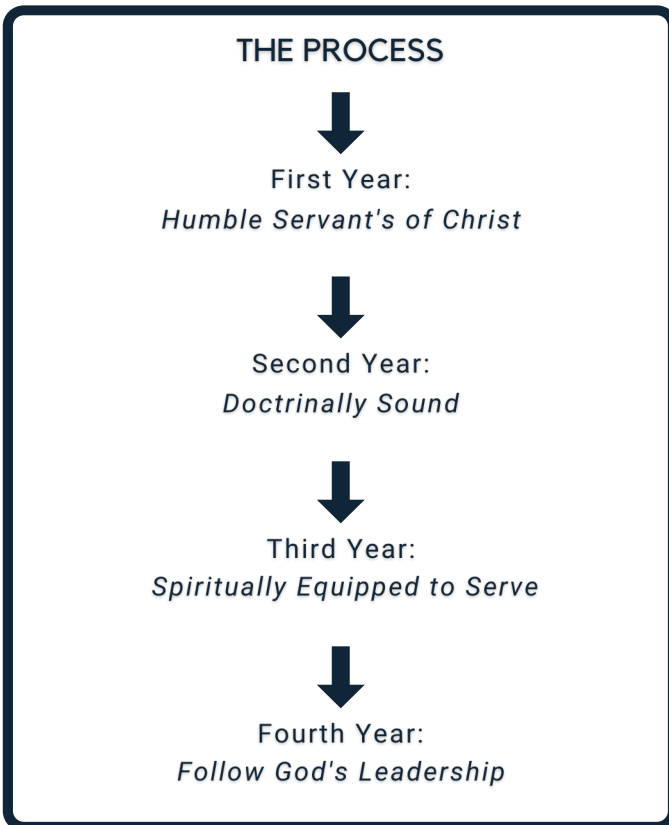 THE PROCESS
First Year:
Humble Servant's of Christ
Second Year:
Doctrinally Sound
Third Year:
Spiritually Equipped to Serve
Fourth Year:
Follow God's Leadership